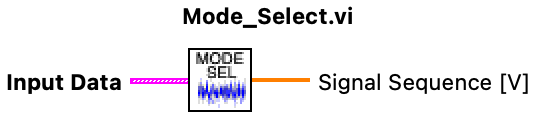 Mode_Select.vi
MODE
SEL
Input Data
Signal Sequence [V]